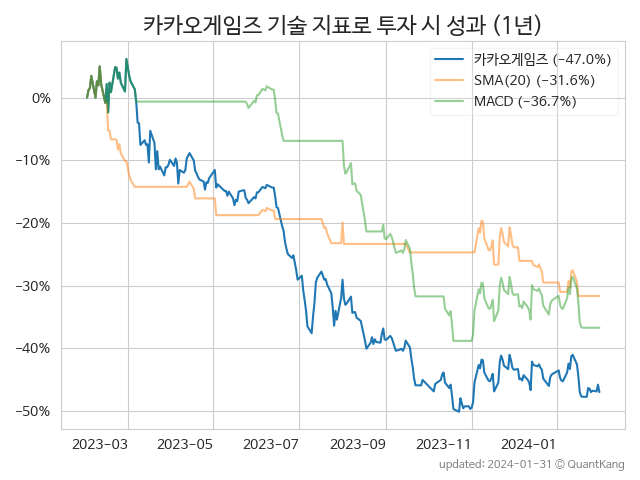 카카오게임즈 기술 지표로 투자 시 성과 (1년)
카카오게임즈 (−47.0%)
SMA(20) (−31.6%)
MACD (−36.7%)
0%
−10%
−20%
−30%
−40%
−50%
2023-03 2023-05 2023-07 2023-09 2023-11 2024-01
updated: 2024-01-31 © QuantKang